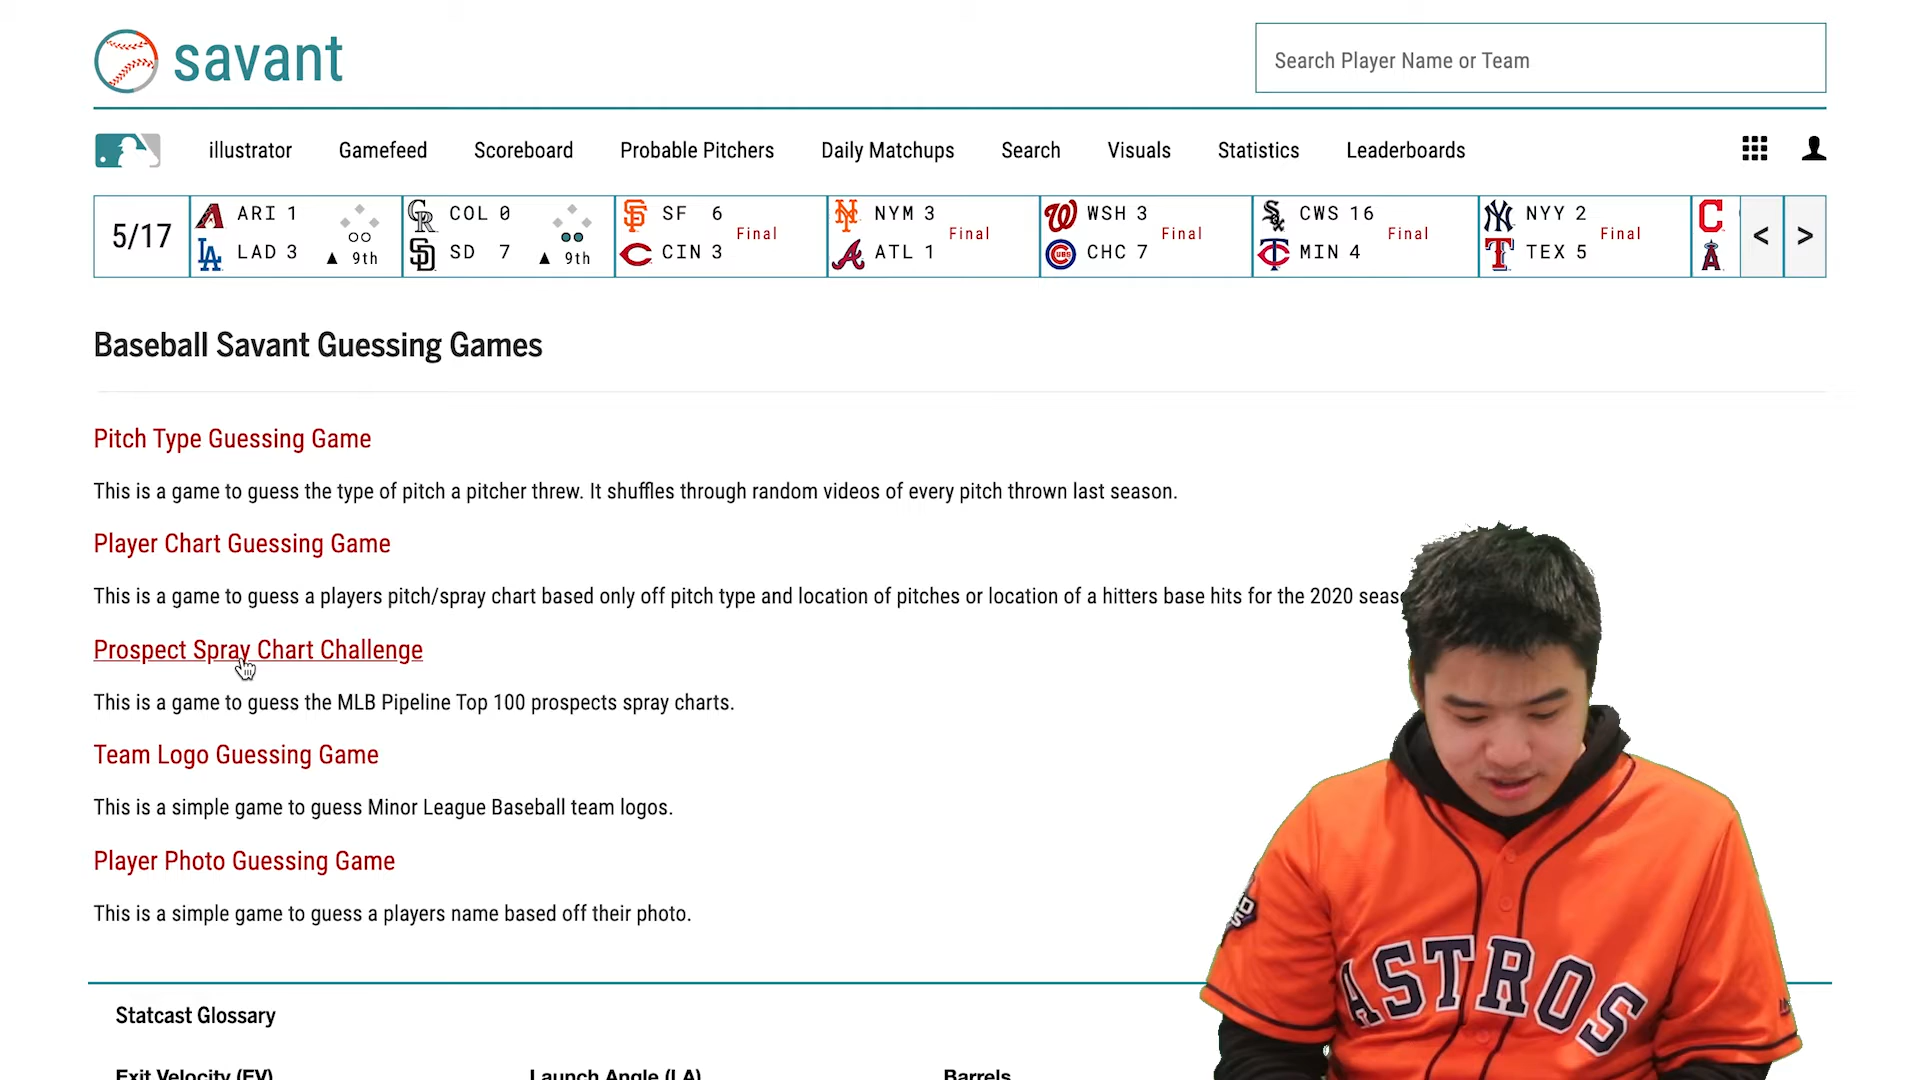 savant
Search Player Name or Team
illustrator Gamefeed Scoreboard Probable Pitchers Daily Matchups Search Visuals Statistics Leaderboards
5/17
ARI 1
LAD 3
9th
COL 0
SD 7
9th
SF 6
CIN 3
Final
NYM 3
ATL 1
Final
WSH 3
CHC 7
Final
CWS 16
MIN 4
Final
NYY 2
TEX 5
Final
< >
Baseball Savant Guessing Games
Pitch Type Guessing Game
This is a game to guess the type of pitch a pitcher threw. It shuffles through random videos of every pitch thrown last season.
Player Chart Guessing Game
This is a game to guess a players pitch/spray chart based only off pitch type and location of pitches or location of a hitters base hits for the 2020
Prospect Spray Chart Challenge
This is a game to guess the MLB Pipeline Top 100 prospects spray charts.
Team Logo Guessing Game
This is a simple game to guess Minor League Baseball team logos.
Player Photo Guessing Game
This is a simple game to guess a players name based off their photo.
ASTROS
Statcast Glossary
Exit Velocity (EV) Launch Angle (LA) Barrels